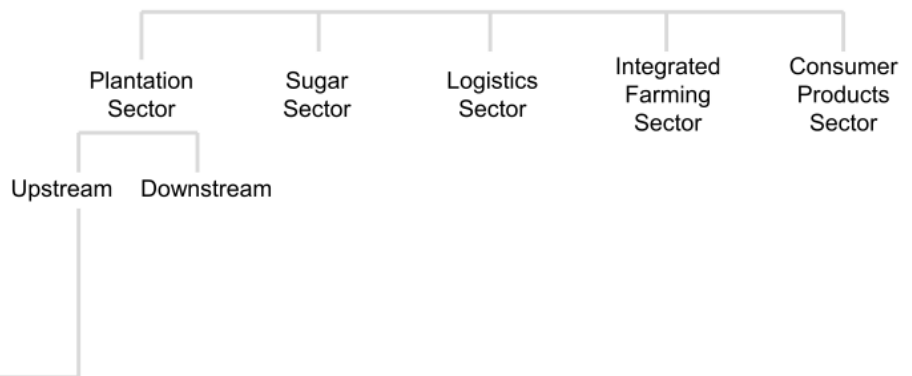 Plantation
Sector
Sugar
Sector
Logistics
Sector
Integrated
Farming
Sector
Consumer
Products
Sector
Upstream
Downstream